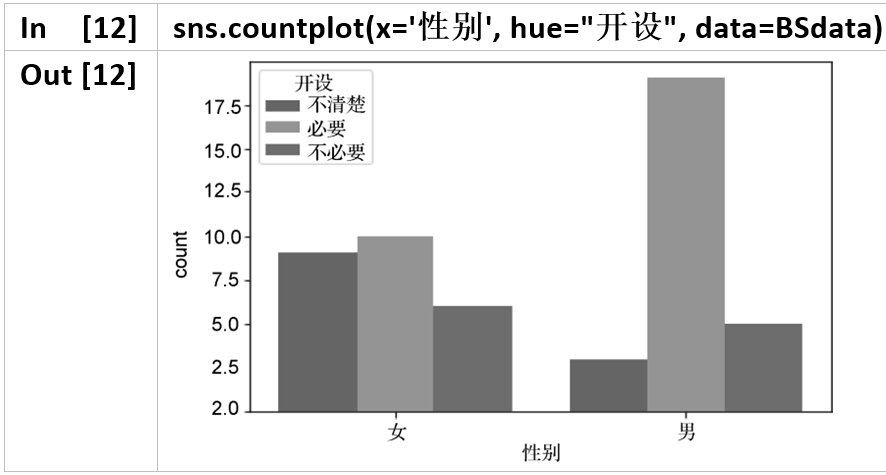 In [12] sns.countplot(x='性别', hue="开设", data=BSdata)
Out [12]
开设
不清楚
必要
不必要
17.5
15.0
12.5
10.0
7.5
5.0
2.5
2.0
count
女 男
性别